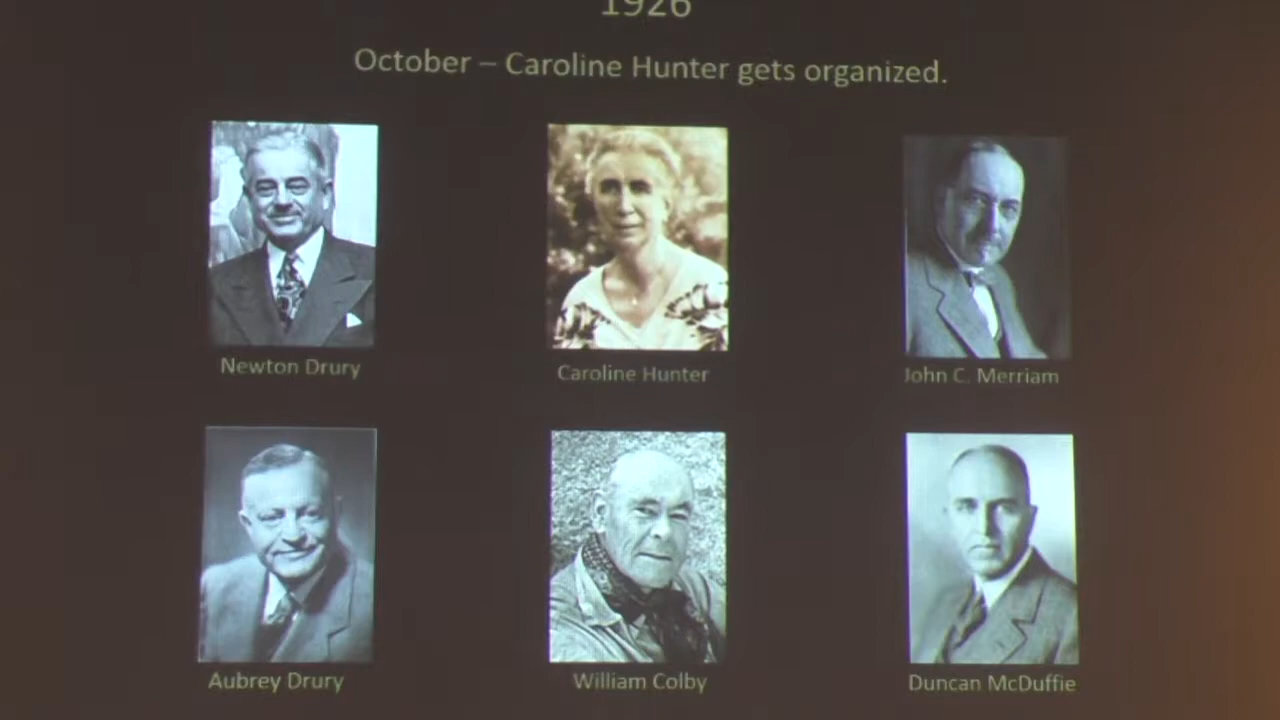 1926
October – Caroline Hunter gets organized.
Newton Drury
Caroline Hunter
John C. Merriam
Aubrey Drury
William Colby
Duncan McDuffie